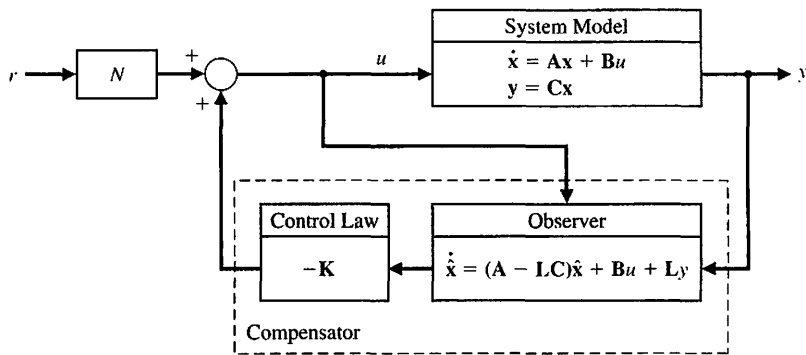 System Model
r
N
+
+
u
ẋ = Ax + Bu
y = Cx
y
Control Law
−K
Observer
x̂̇ = (A − LC)x̂ + Bu + Ly
Compensator